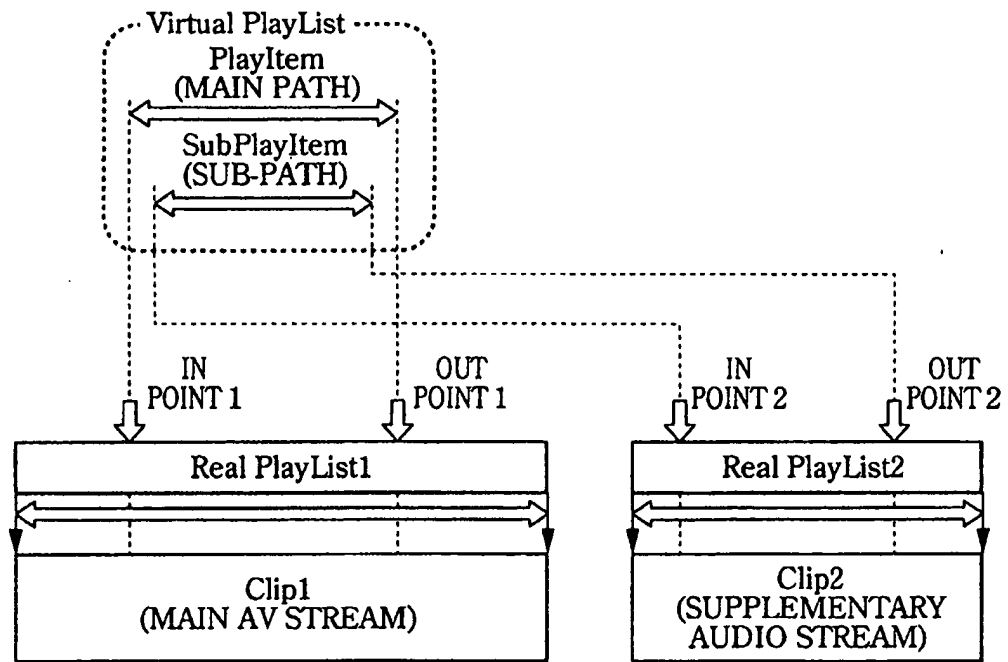 Virtual PlayList
PlayItem
(MAIN PATH)
SubPlayItem
(SUB-PATH)
IN
POINT 1
OUT
POINT 1
IN
POINT 2
OUT
POINT 2
Real PlayList1
Real PlayList2
Clip1
(MAIN AV STREAM)
Clip2
(SUPPLEMENTARY
AUDIO STREAM)